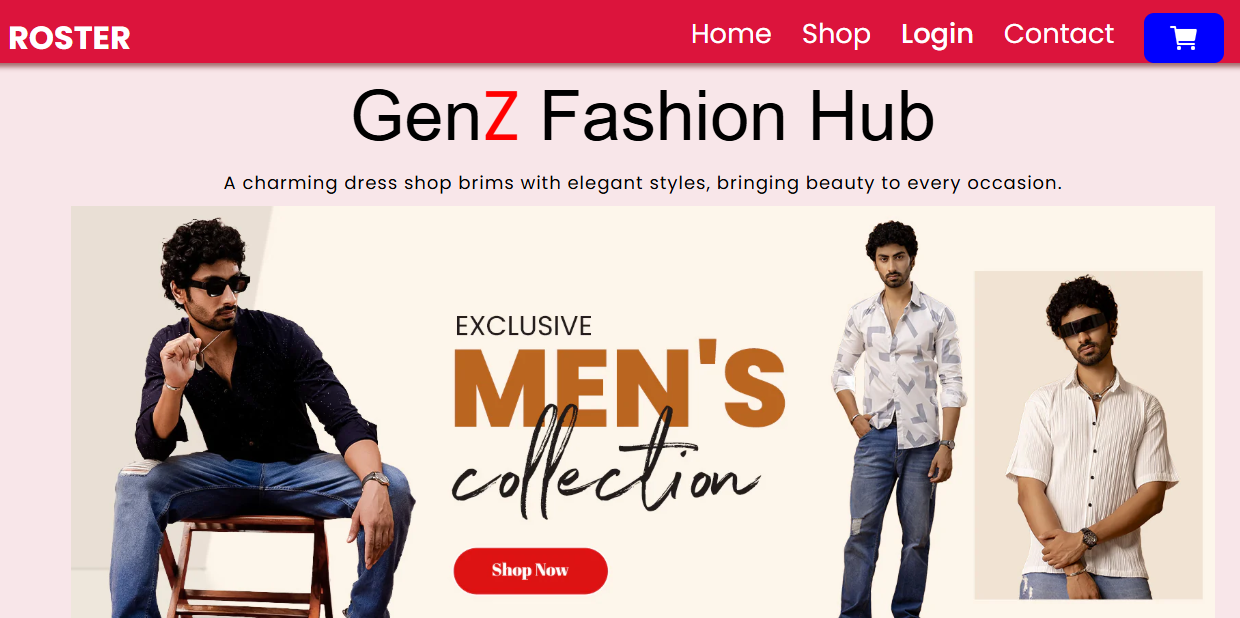 ROSTER
Home Shop Login Contact
GenZ Fashion Hub
A charming dress shop brims with elegant styles, bringing beauty to every occasion.
EXCLUSIVE
MEN'S
collection
Shop Now